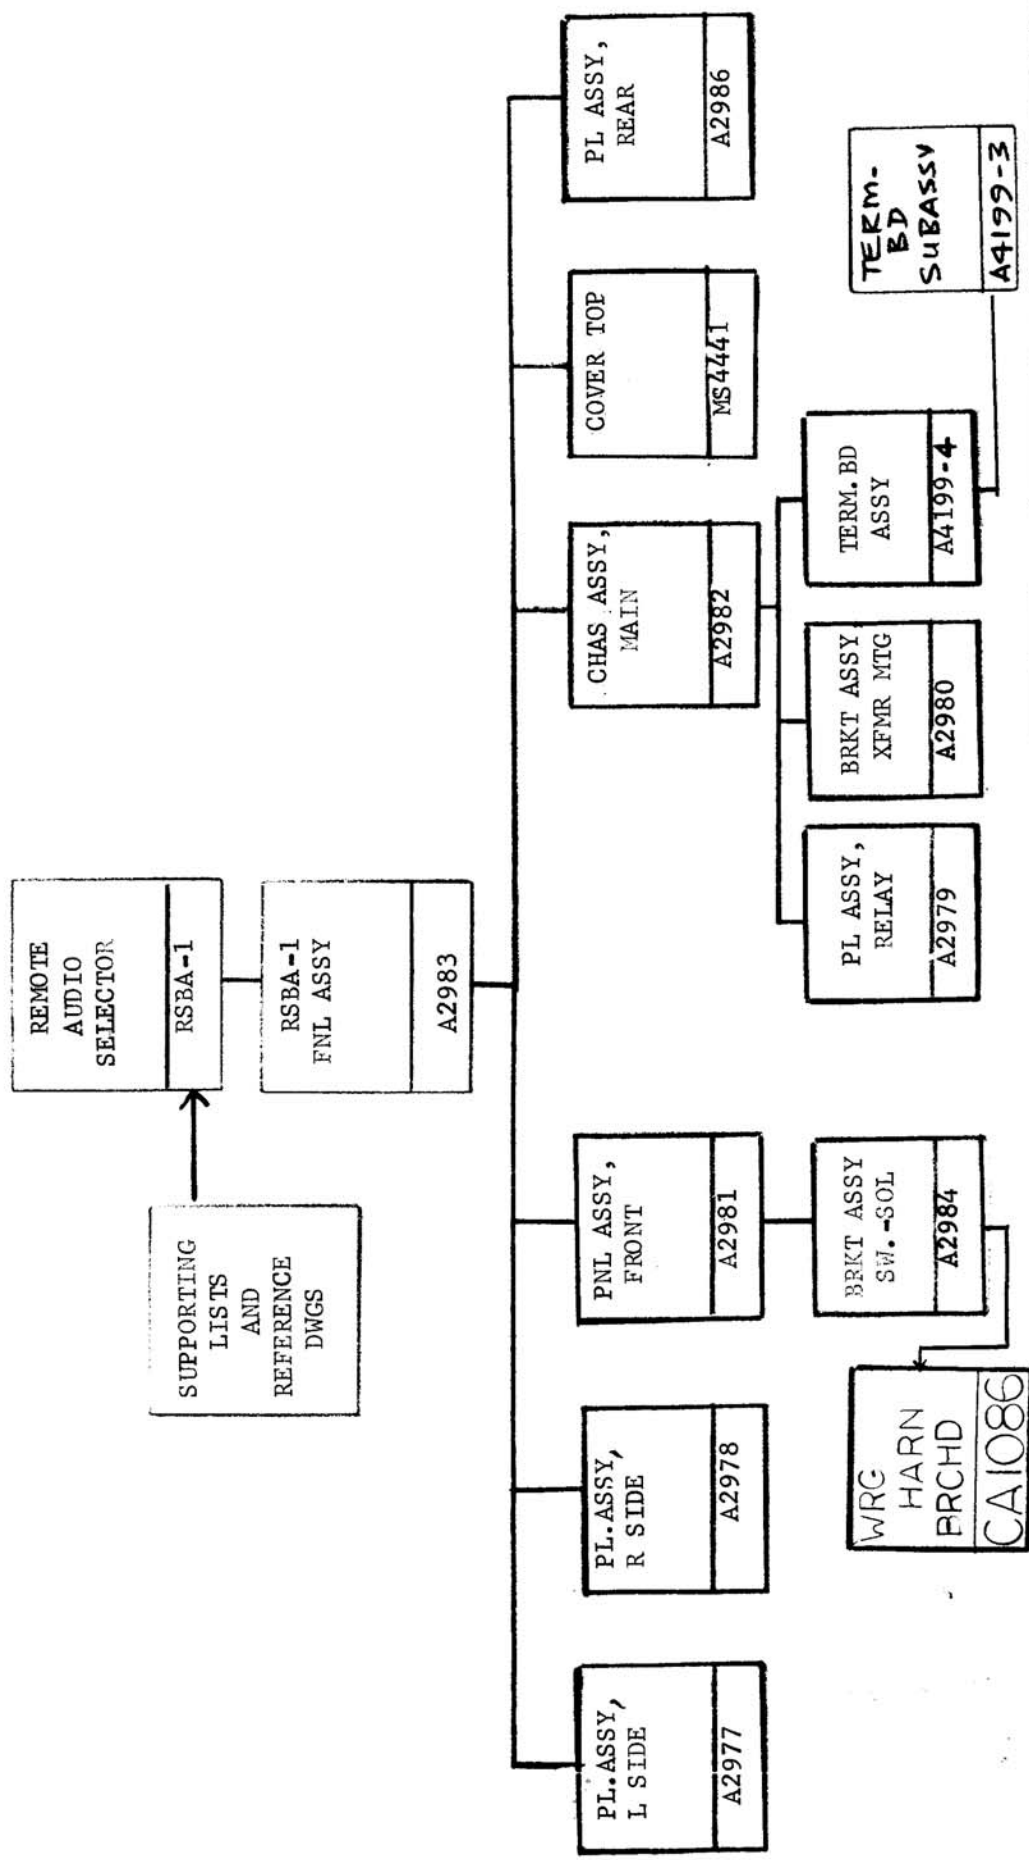 REMOTE
AUDIO
SELECTOR
RSBA-1
SUPPORTING
LISTS
AND
REFERENCE
DWGS
RSBA-1
FNL ASSY
A2983
PL.ASSY,
L SIDE
A2977
PL.ASSY,
R SIDE
A2978
PNL ASSY,
FRONT
A2981
CHAS ASSY,
MAIN
A2982
COVER TOP
MS4441
PL ASSY,
REAR
A2986
WRG
HARN
BRCHD
CA1086
BRKT ASSY
SW.-SOL
A2984
PL ASSY,
RELAY
A2979
BRKT ASSY,
XFMR MTG
A2980
TERM.BD
ASSY
A4199-4
TERM.-
BD
SUBASSY
A4199-3